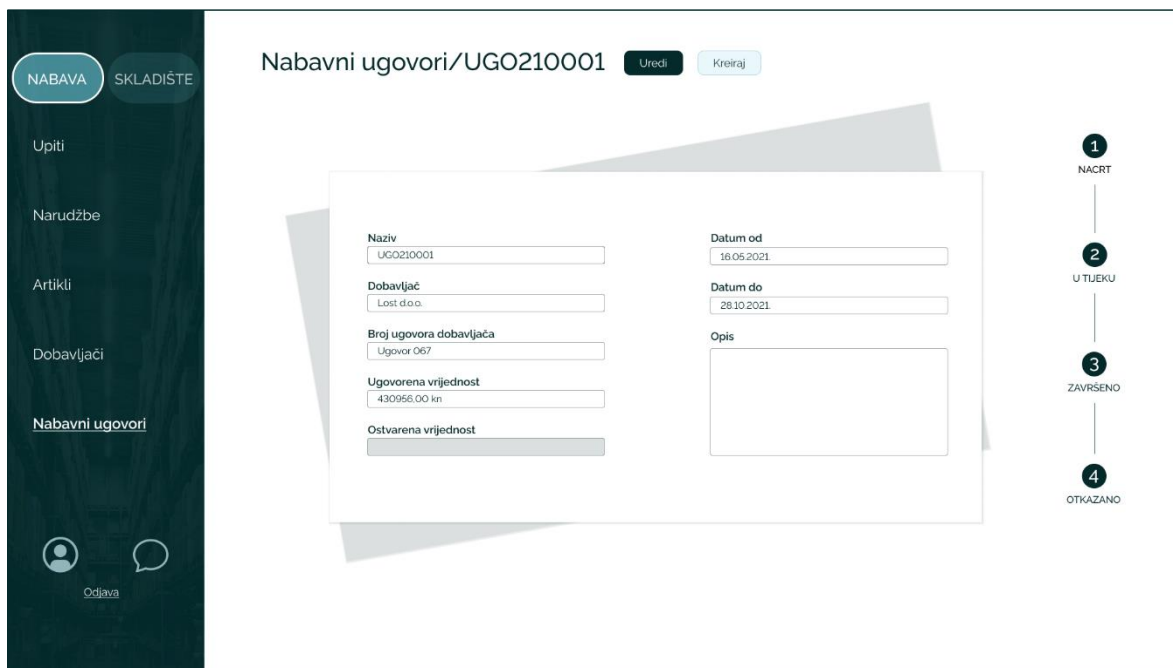 NABAVA
SKLADIŠTE
Upiti
Narudžbe
Artikli
Dobavljači
Nabavni ugovori
Odjava
Nabavni ugovori/UGO210001
Uredi
Kreiraj
Naziv
UGO210001
Dobavljač
Lost d.o.o.
Broj ugovora dobavljača
Ugovor 067
Ugovorena vrijednost
430956,00 kn
Ostvarena vrijednost
Datum od
16.05.2021.
Datum do
28.10.2021.
Opis
1
NACRT
2
U TIJEKU
3
ZAVRŠENO
4
OTKAZANO